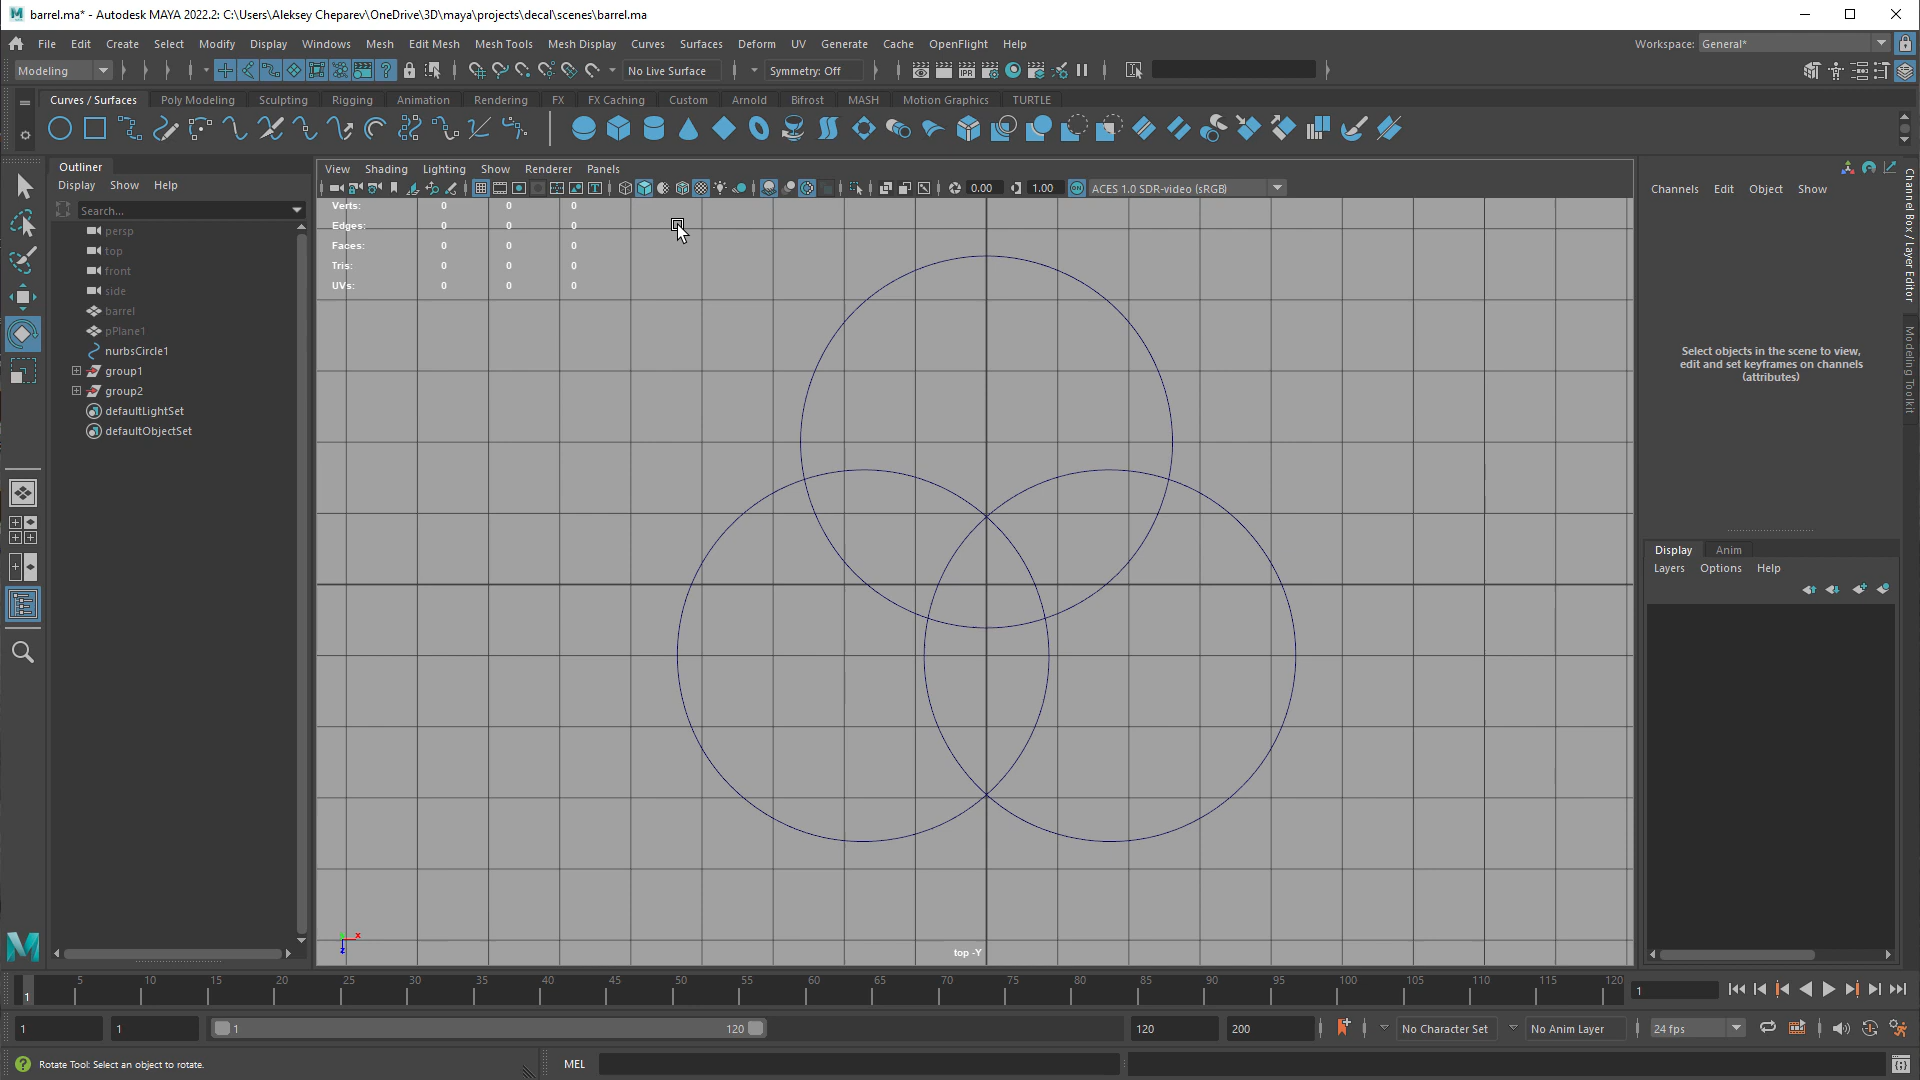 barrel.ma* - Autodesk MAYA 2022.2: C:\Users\Aleksey Cheparev\OneDrive\3D\maya\projects\decal\scenes\barrel.ma
File Edit Create Select Modify Display Windows Mesh Edit Mesh Mesh Tools Mesh Display Curves Surfaces Deform UV Generate Cache OpenFlight Help Workspace: General*
Modeling No Live Surface Symmetry: Off IPR
Curves / Surfaces Poly Modeling Sculpting Rigging Animation Rendering FX FX Caching Custom Arnold Bifrost MASH Motion Graphics TURTLE
Outliner
Display Show Help
Search...
persp
top
front
side
barrel
pPlane1
nurbsCircle1
group1
group2
defaultLightSet
defaultObjectSet
View Shading Lighting Show Renderer Panels
0.00 1.00 ON ACES 1.0 SDR-video (sRGB)
Verts: 0 0 0
Edges: 0 0 0
Faces: 0 0 0
Tris: 0 0 0
UVs: 0 0 0
x
z
top -Y
Channels Edit Object Show
Select objects in the scene to view,
edit and set keyframes on channels
(attributes)
Channel Box / Layer Editor
Modeling Toolkit
Display Anim
Layers Options Help
M
1 5 10 15 20 25 30 35 40 45 50 55 60 65 70 75 80 85 90 95 100 105 110 115 120 1
1 1 1 120 120 200 No Character Set No Anim Layer 24 fps
Rotate Tool: Select an object to rotate. MEL